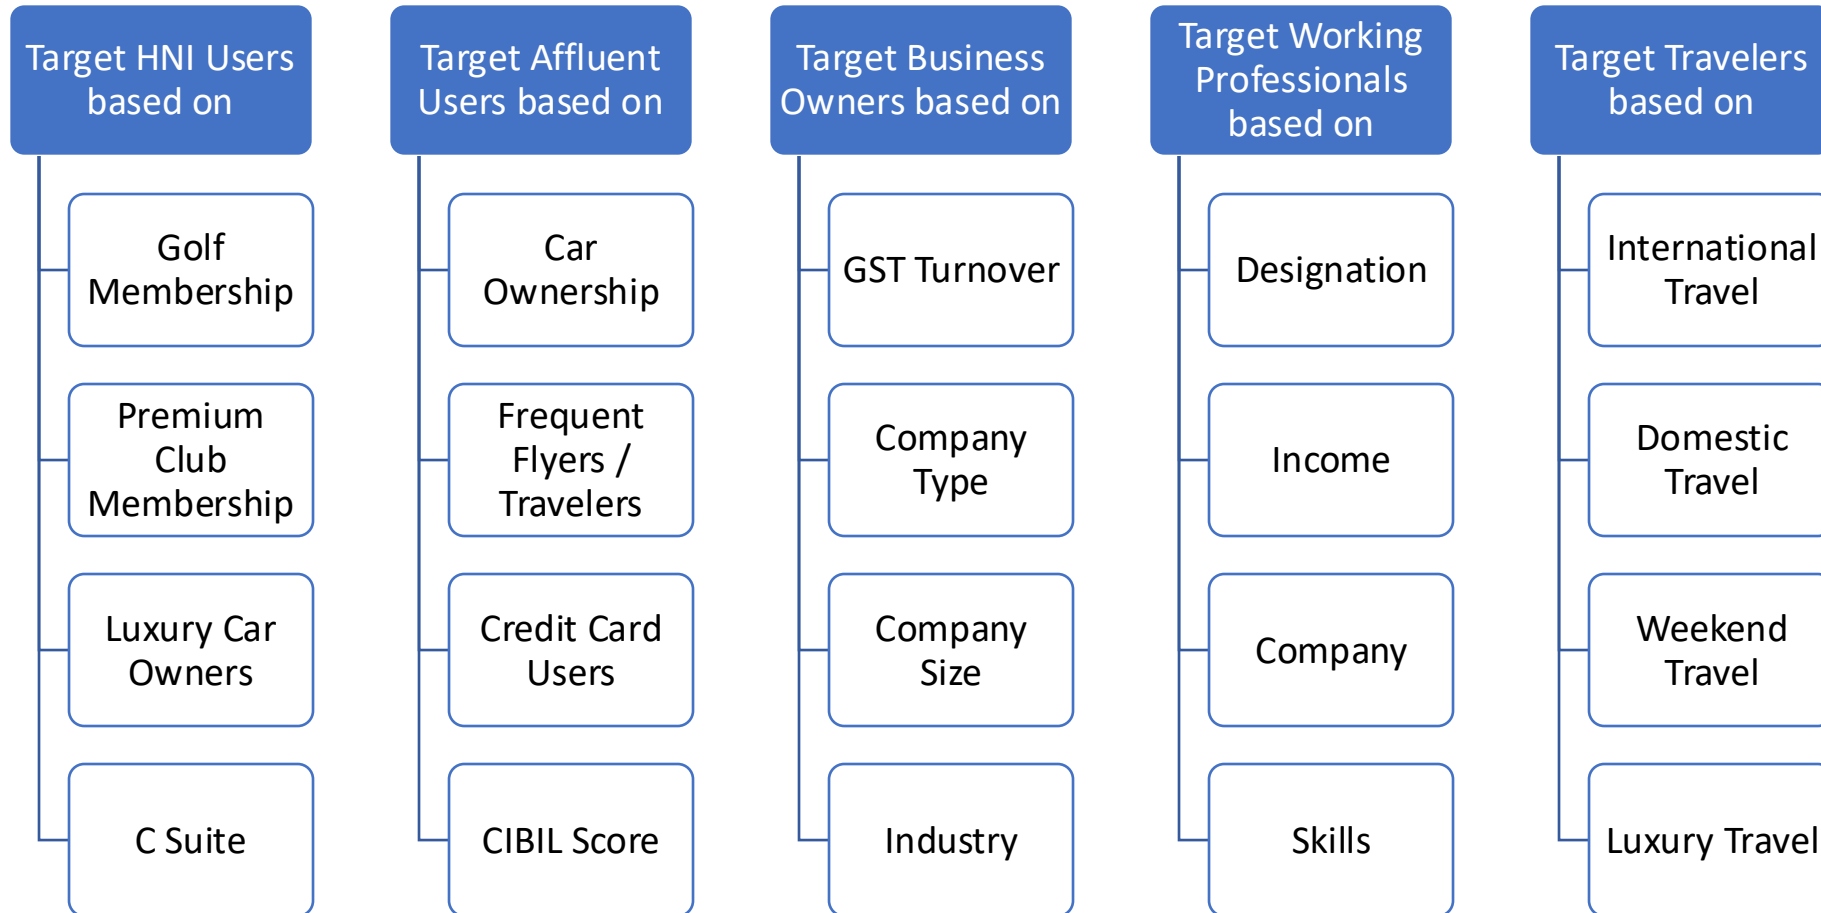 Target HNI Users
based on
Golf
Membership
Premium
Club
Membership
Luxury Car
Owners
C Suite
Target Affluent
Users based on
Car
Ownership
Frequent
Flyers /
Travelers
Credit Card
Users
CIBIL Score
Target Business
Owners based on
GST Turnover
Company
Type
Company
Size
Industry
Target Working
Professionals
based on
Designation
Income
Company
Skills
Target Travelers
based on
International
Travel
Domestic
Travel
Weekend
Travel
Luxury Travel